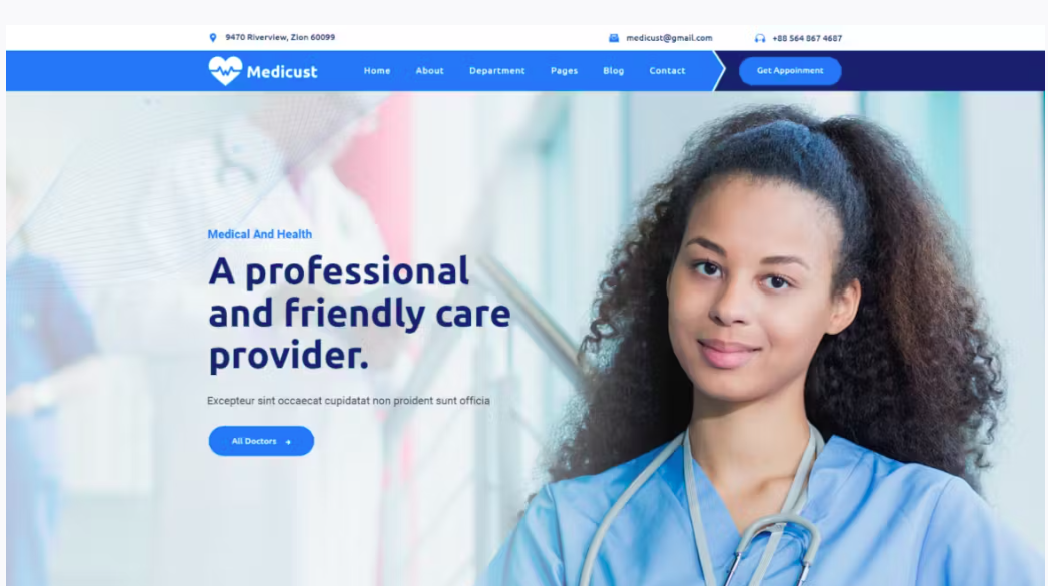 9470 Riverview, Zion 60099
medicust@gmail.com
+88 564 867 4687
Medicust
Home
About
Department
Pages
Blog
Contact
Get Appoinment
Medical And Health
A professional
and friendly care
provider.
Excepteur sint occaecat cupidatat non proident sunt officia
All Doctors